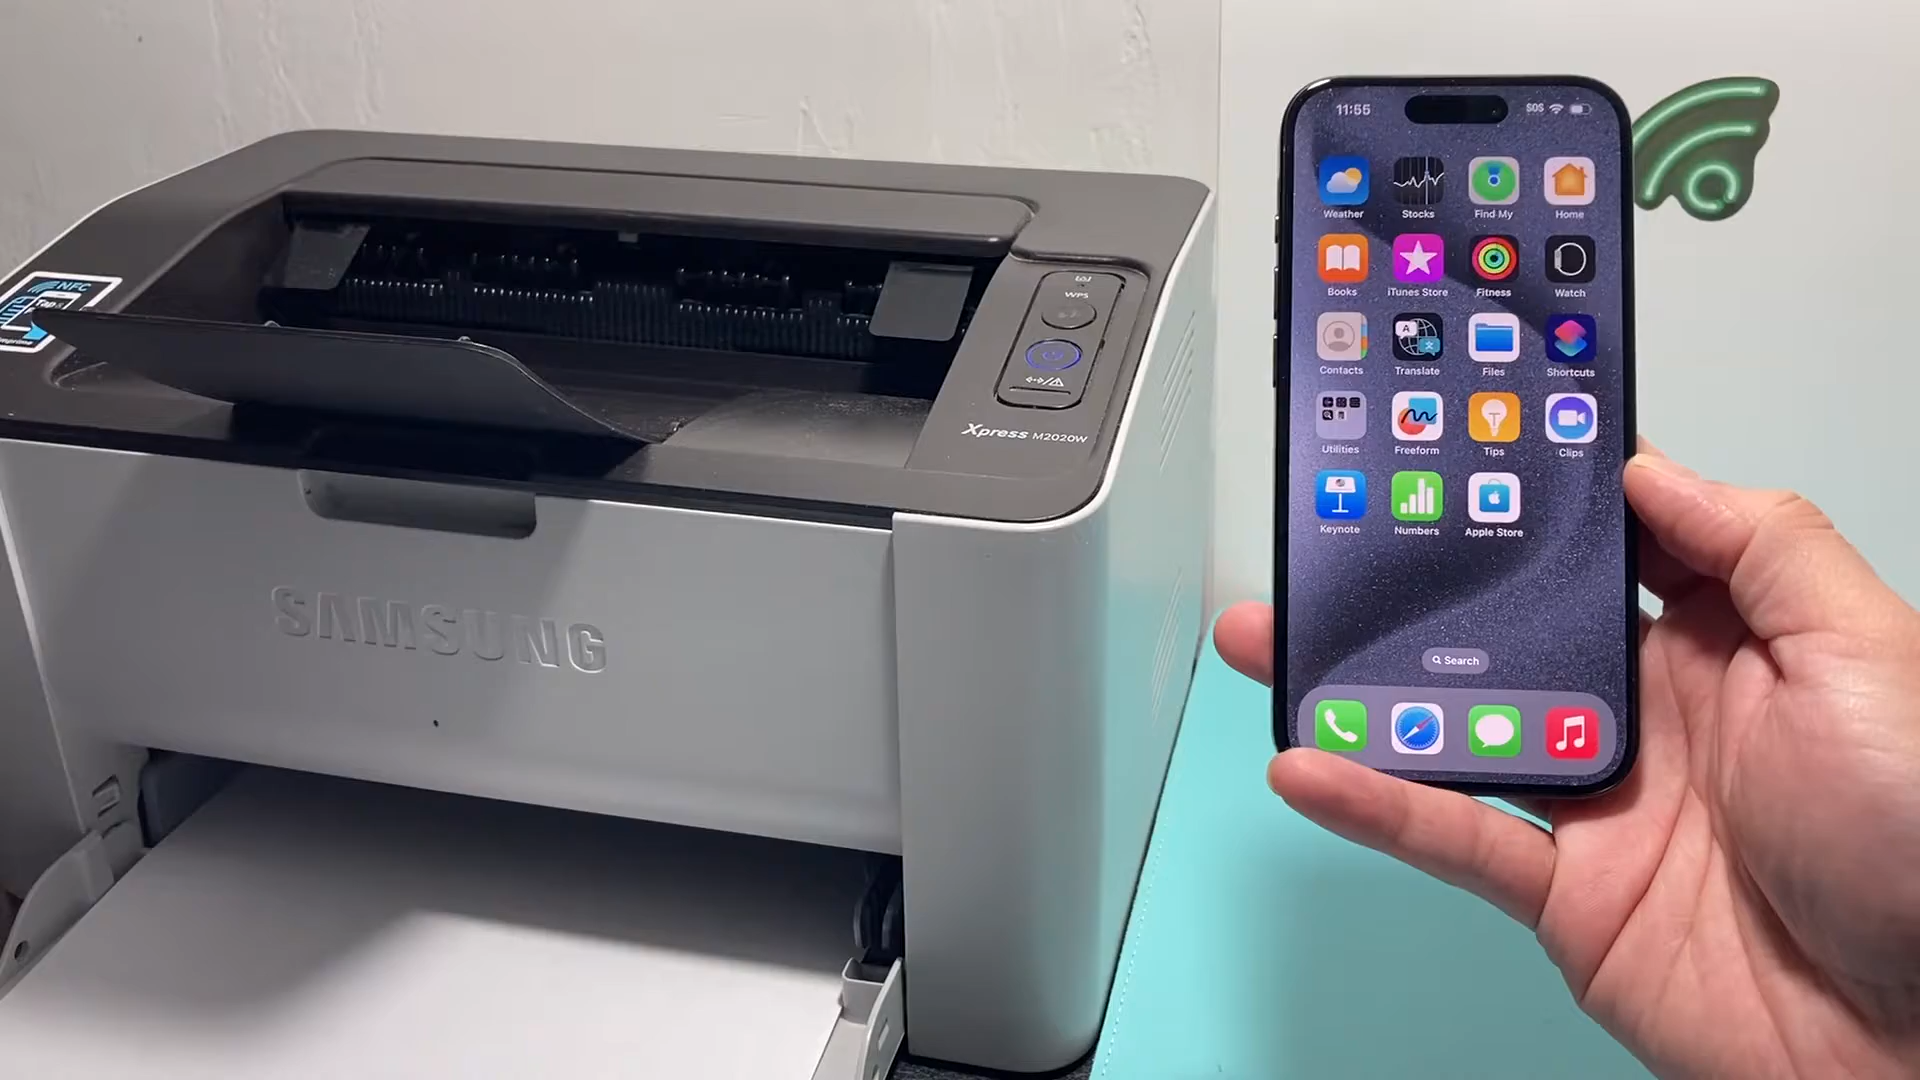 NFC
WPS
Xpress M2020W
SAMSUNG
11:55
SOS
Weather
Stocks
Find My
Home
Books
iTunes Store
Fitness
Watch
Contacts
Translate
Files
Shortcuts
Utilities
Freeform
Tips
Clips
Keynote
Numbers
Apple Store
Search